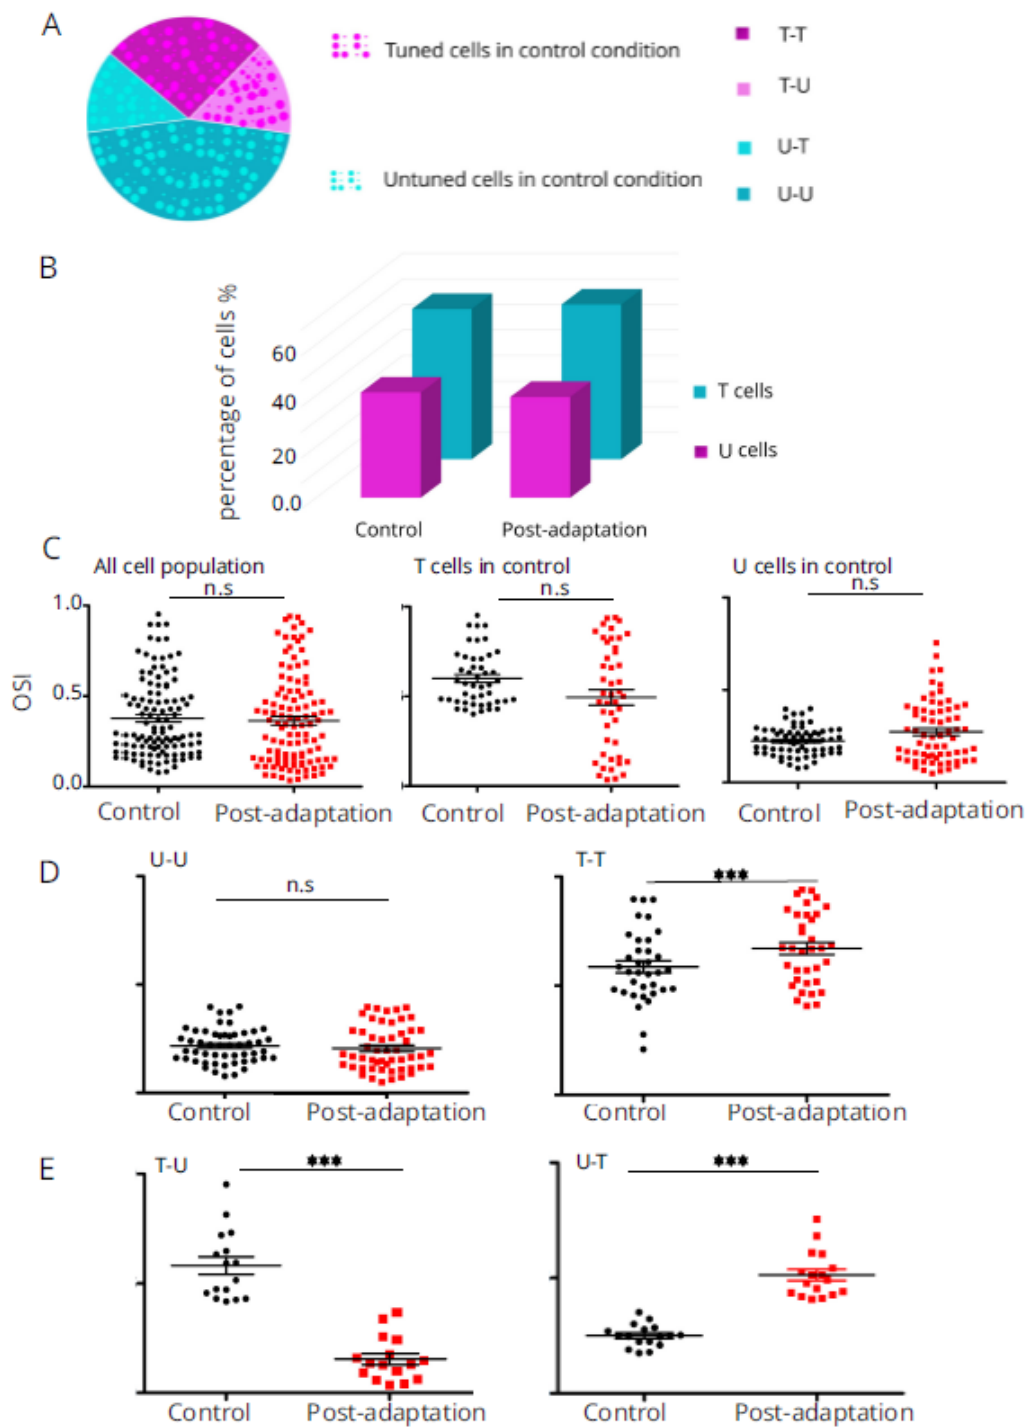 A
Tuned cells in control condition
Untuned cells in control condition
T-T
T-U
U-T
U-U
B
percentage of cells %
60
40
20
0.0
Control
Post-adaptation
T cells
U cells
C
All cell population
n.s
T cells in control
n.s
U cells in control
n.s
OSI
1.0
0.5
0.0
Control
Post-adaptation
Control
Post-adaptation
Control
Post-adaptation
D
U-U
n.s
T-T
***
Control
Post-adaptation
Control
Post-adaptation
E
T-U
***
U-T
***
Control
Post-adaptation
Control
Post-adaptation